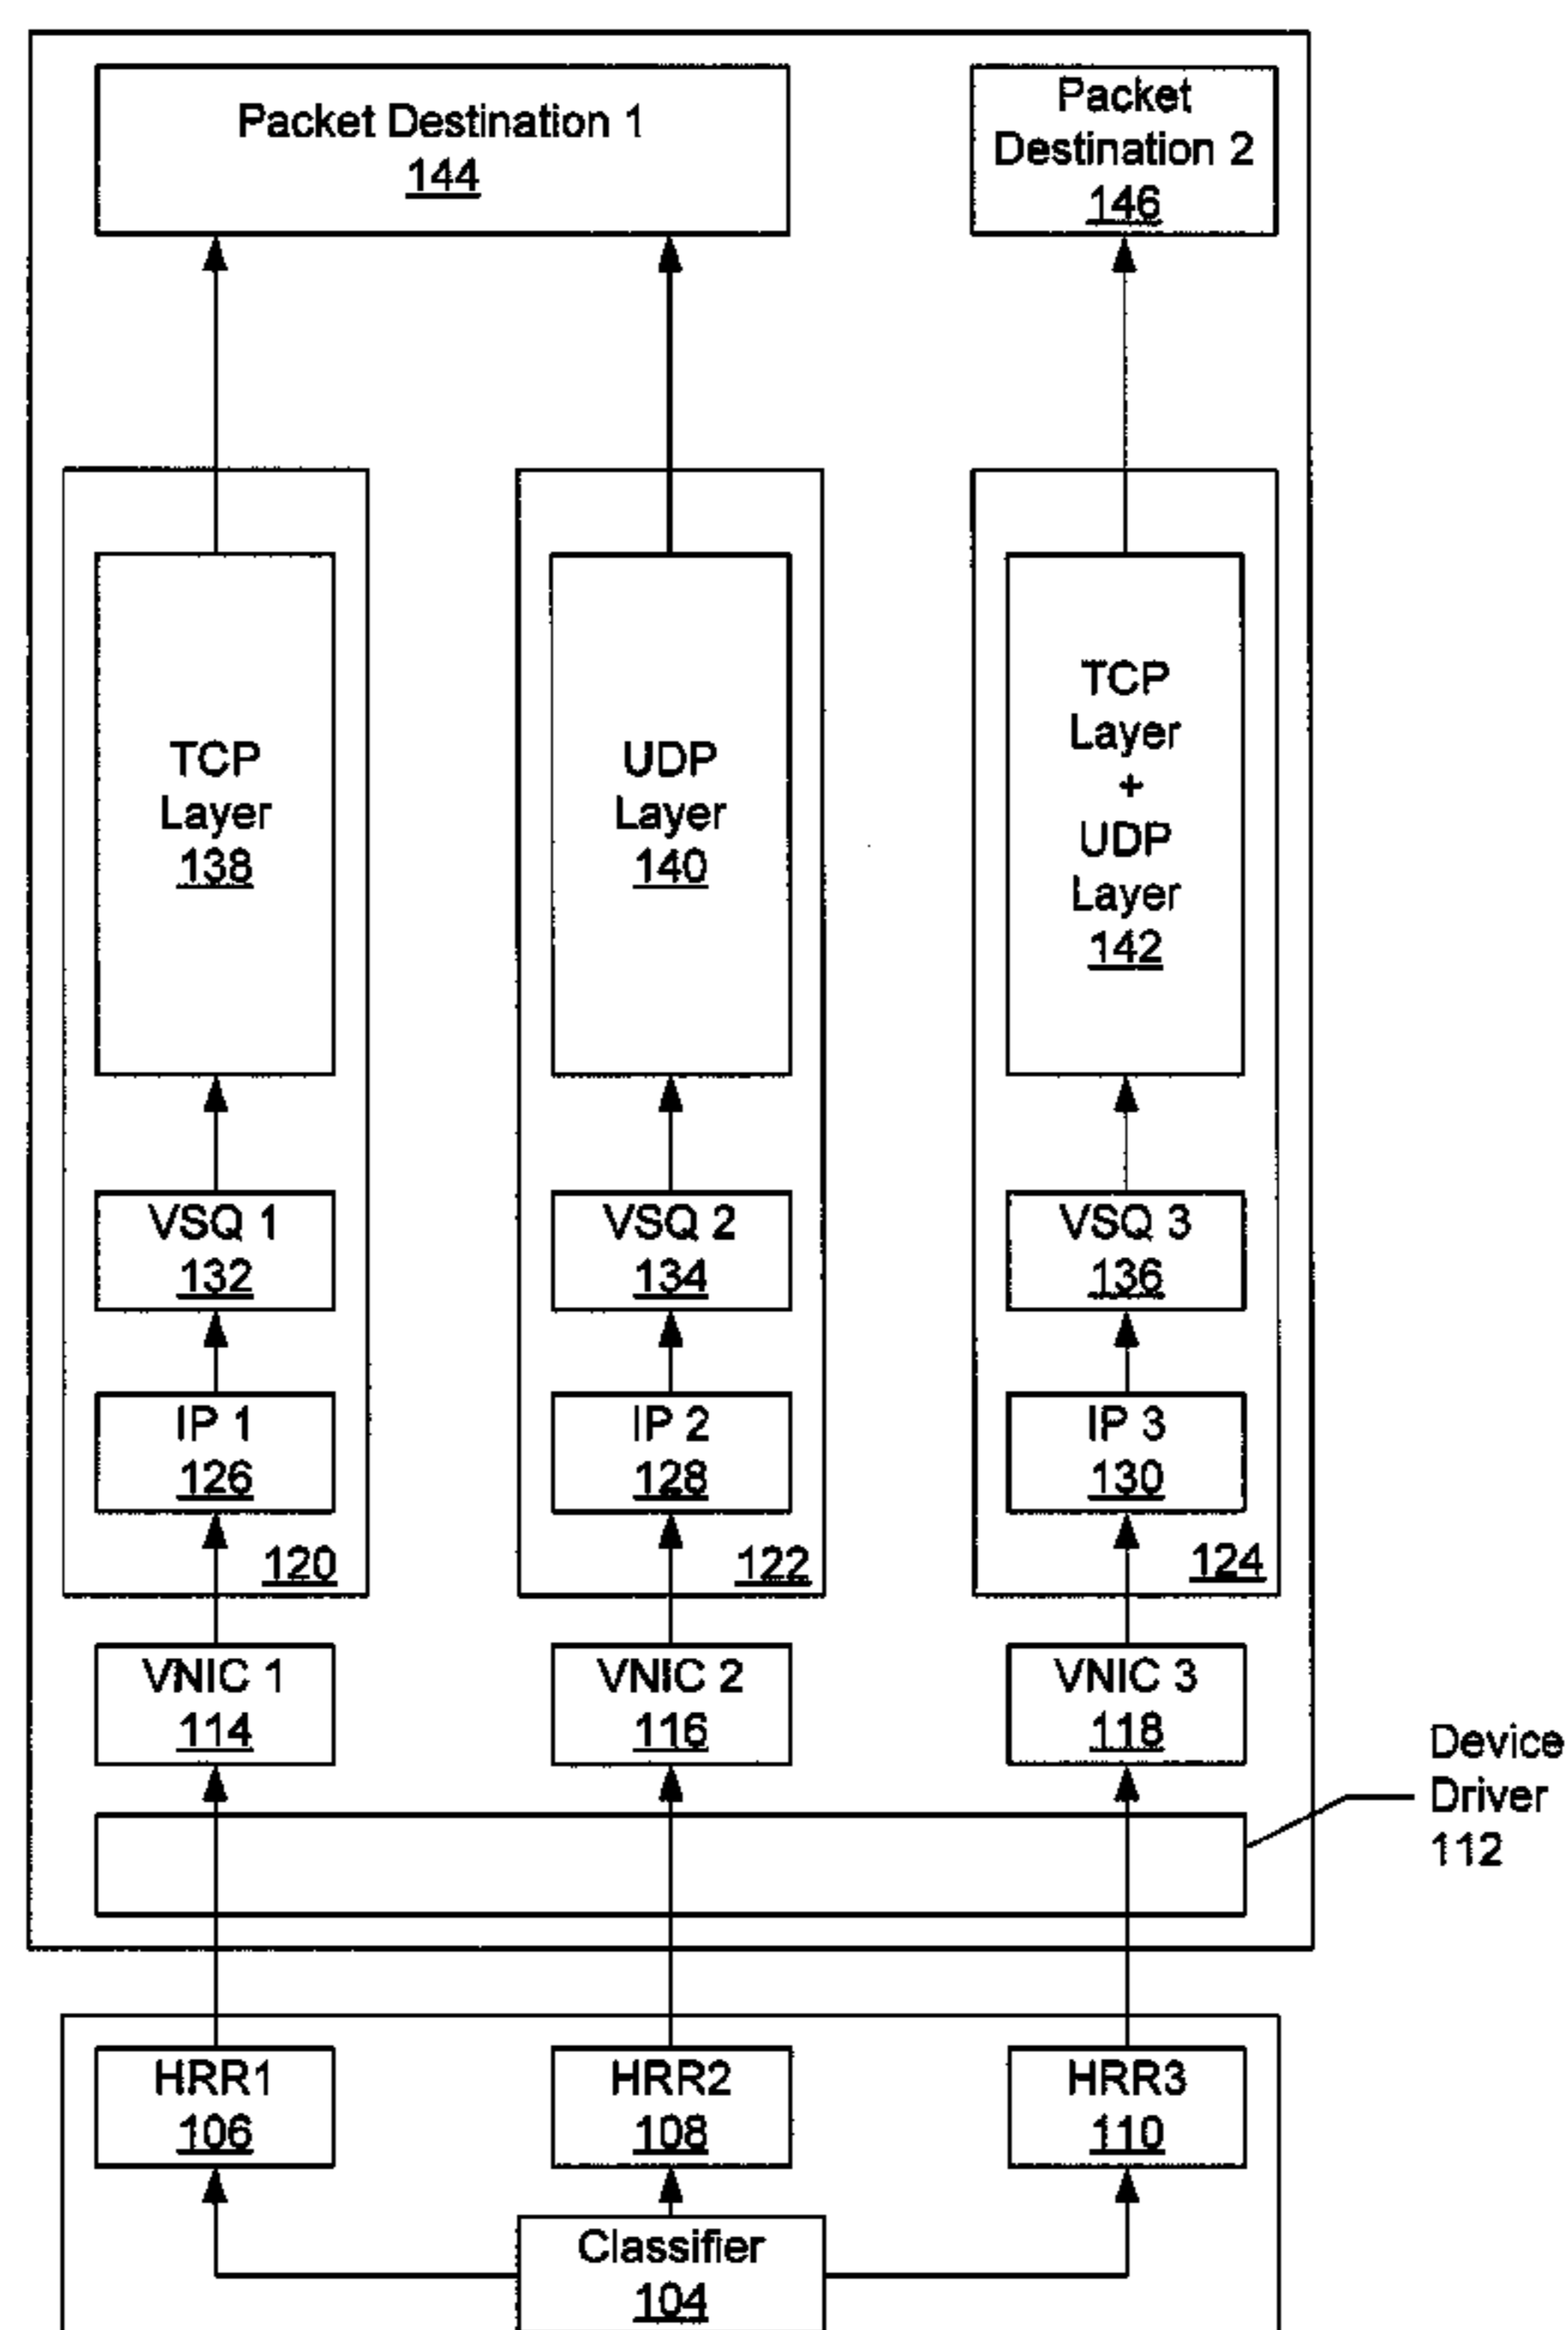 Packet Destination 1
144
Packet
Destination 2
146
TCP
Layer
138
UDP
Layer
140
TCP
Layer
+
UDP
Layer
142
VSQ 1
132
VSQ 2
134
VSQ 3
136
IP 1
126
IP 2
128
IP 3
130
120
122
124
VNIC 1
114
VNIC 2
116
VNIC 3
118
Device
Driver
112
HRR1
106
HRR2
108
HRR3
110
Classifier
104